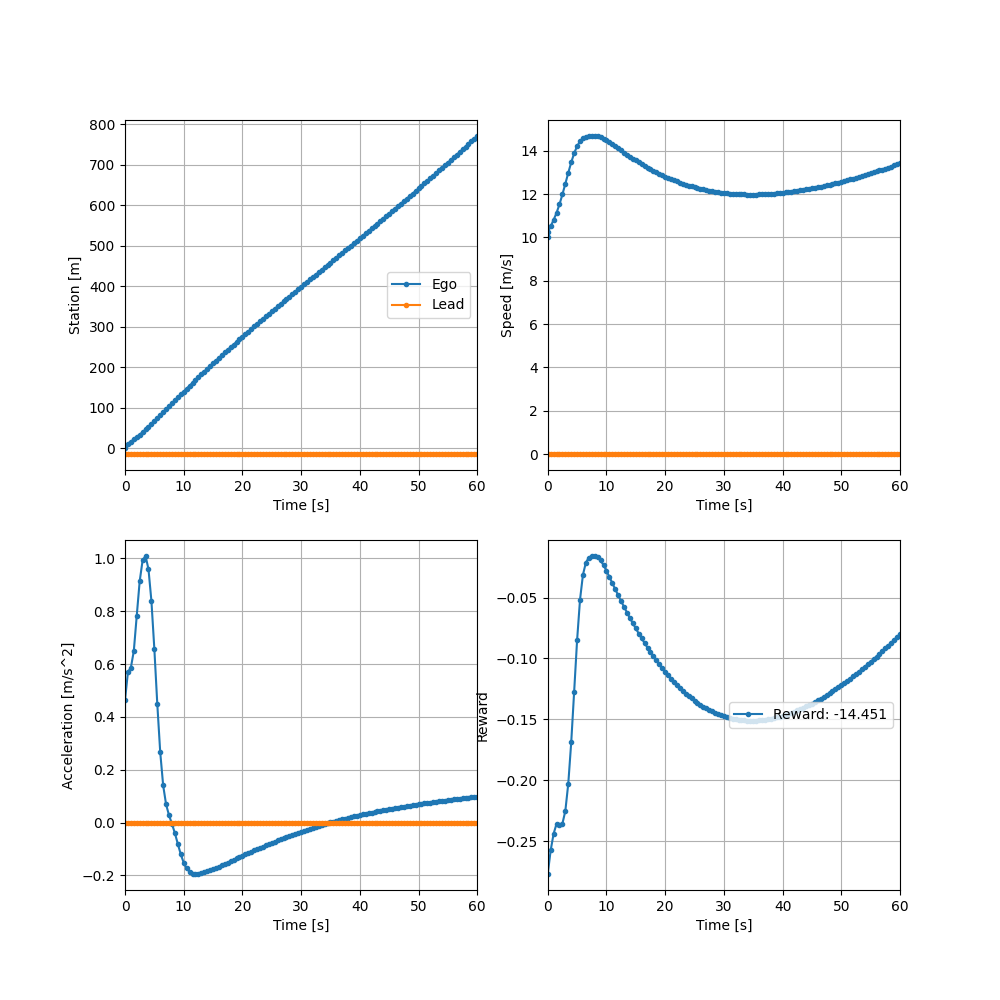 800
700
600
500
400
300
200
100
0
Station [m]
Ego
Lead
0 10 20 30 40 50 60
Time [s]
14
12
10
8
6
4
2
0
Speed [m/s]
0 10 20 30 40 50 60
Time [s]
1.0
0.8
0.6
0.4
0.2
0.0
−0.2
Acceleration [m/s^2]
0 10 20 30 40 50 60
Time [s]
−0.05
−0.10
−0.15
−0.20
−0.25
Reward
Reward: -14.451
0 10 20 30 40 50 60
Time [s]